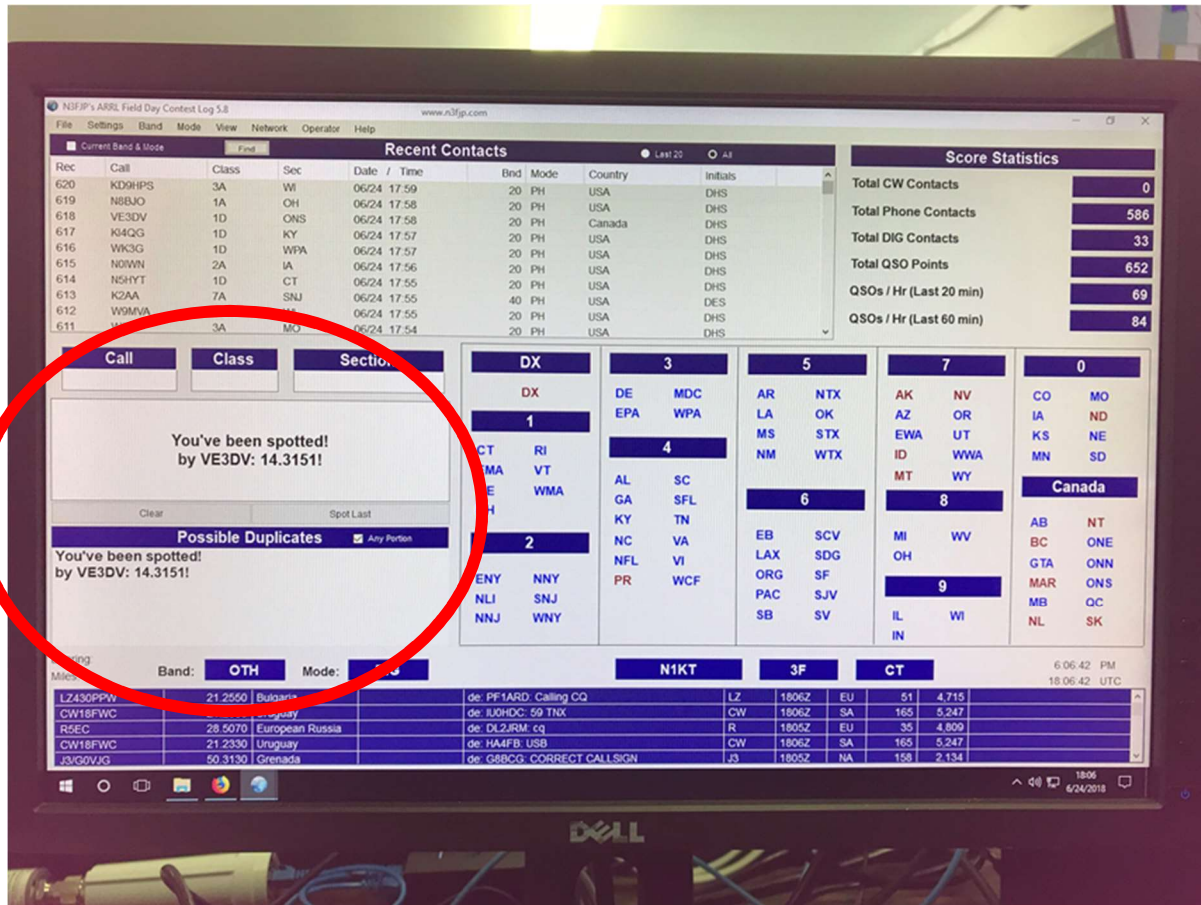 N3FJP's ARRL Field Day Contest Log 5.8 www.n3fjp.com
File Settings Band Mode View Network Operator Help
Current Band & Mode Find Recent Contacts Last 20 All
Rec Call Class Sec Date / Time Bnd Mode Country Initials
620 KD9HPS 3A WI 06/24 17:59 20 PH USA DHS
619 N8BJO 1A OH 06/24 17:58 20 PH USA DHS
618 VE3DV 1D ONS 06/24 17:58 20 PH Canada DHS
617 KI4QG 1D KY 06/24 17:57 20 PH USA DHS
616 WK3G 1D WPA 06/24 17:57 20 PH USA DHS
615 N0IWN 2A IA 06/24 17:56 20 PH USA DHS
614 N5HYT 1D CT 06/24 17:55 20 PH USA DHS
613 K2AA 7A SNJ 06/24 17:55 40 PH USA DES
612 W9MVA 06/24 17:55 20 PH USA DHS
611 3A MO 06/24 17:54 20 PH USA DHS
Score Statistics
Total CW Contacts 0
Total Phone Contacts 586
Total DIG Contacts 33
Total QSO Points 652
QSOs / Hr (Last 20 min) 69
QSOs / Hr (Last 60 min) 84
Call Class Section
You've been spotted!
by VE3DV: 14.3151!
Clear Spot Last
Possible Duplicates Any Portion
You've been spotted!
by VE3DV: 14.3151!
DX
DX
1
CT RI
VT
WMA
2
ENY NNY
NLI SNJ
NNJ WNY
3
DE MDC
EPA WPA
4
AL SC
GA SFL
KY TN
NC VA
NFL VI
PR WCF
5
AR NTX
LA OK
MS STX
NM WTX
6
EB SCV
LAX SDG
ORG SF
PAC SJV
SB SV
7
AK NV
AZ OR
EWA UT
ID WWA
MT WY
8
MI WV
OH
9
IL WI
IN
0
CO MO
IA ND
KS NE
MN SD
Canada
AB NT
BC ONE
GTA ONN
MAR ONS
MB QC
NL SK
Band: OTH Mode: N1KT 3F CT
6:06:42 PM
18:06:42 UTC
LZ430PPW 21.2550 Bulgaria de: PF1ARD: Calling CQ LZ 1806Z EU 51 4,715
CW18FWC Uruguay de: IU0HDC: 59 TNX CW 1806Z SA 165 5,247
R5EC 28.5070 European Russia de: DL2JRM: cq R 1805Z EU 35 4,809
CW18FWC 21.2330 Uruguay de: HA4FB: USB CW 1806Z SA 165 5,247
J3/G0VJG 50.3130 Grenada de: G8BCG: CORRECT CALLSIGN J3 1805Z NA 158 2,134
18:06
6/24/2018
DELL